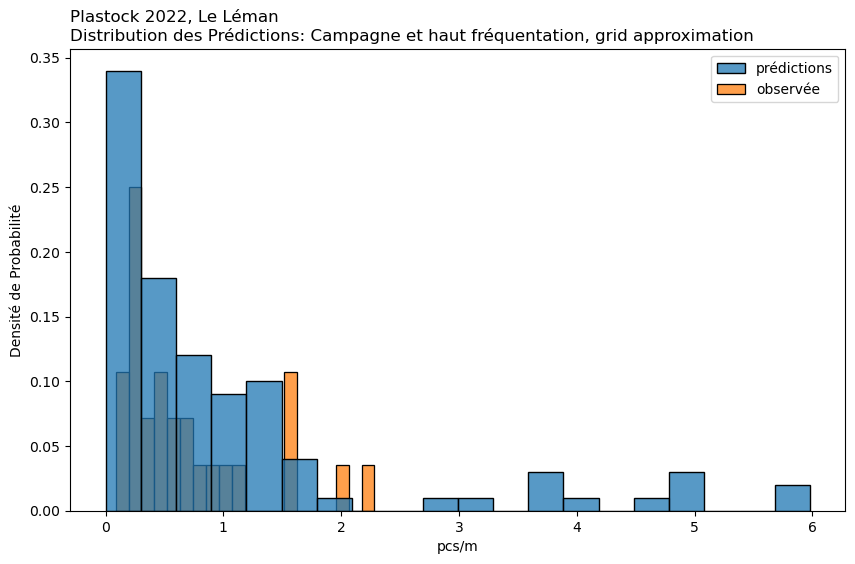 Plastock 2022, Le Léman
Distribution des Prédictions: Campagne et haut fréquentation, grid approximation
prédictions
observée
Densité de Probabilité
0.35
0.30
0.25
0.20
0.15
0.10
0.05
0.00
0 1 2 3 4 5 6
pcs/m